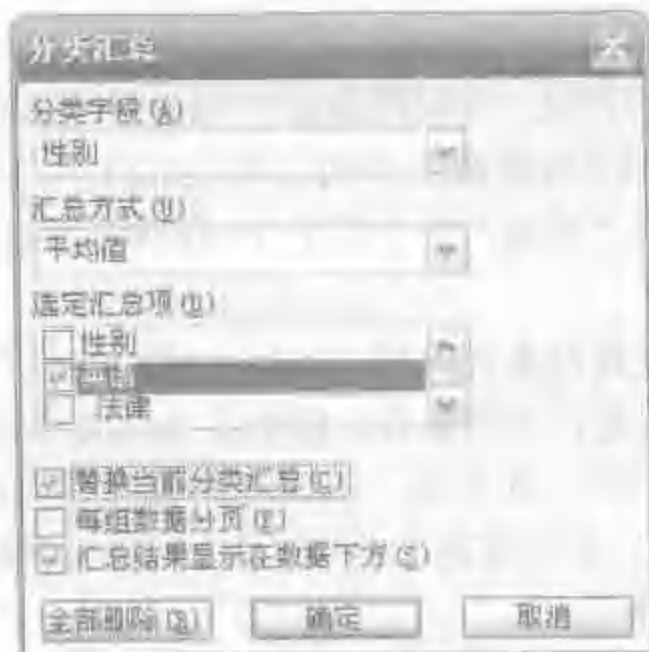 分类汇总
分类字段(A)
性别
汇总方式(U)
平均值
选定汇总项(D)
性别
法律
替换当前分类汇总(C)
每组数据分页(P)
汇总结果显示在数据下方(S)
全部删除(R) 确定 取消